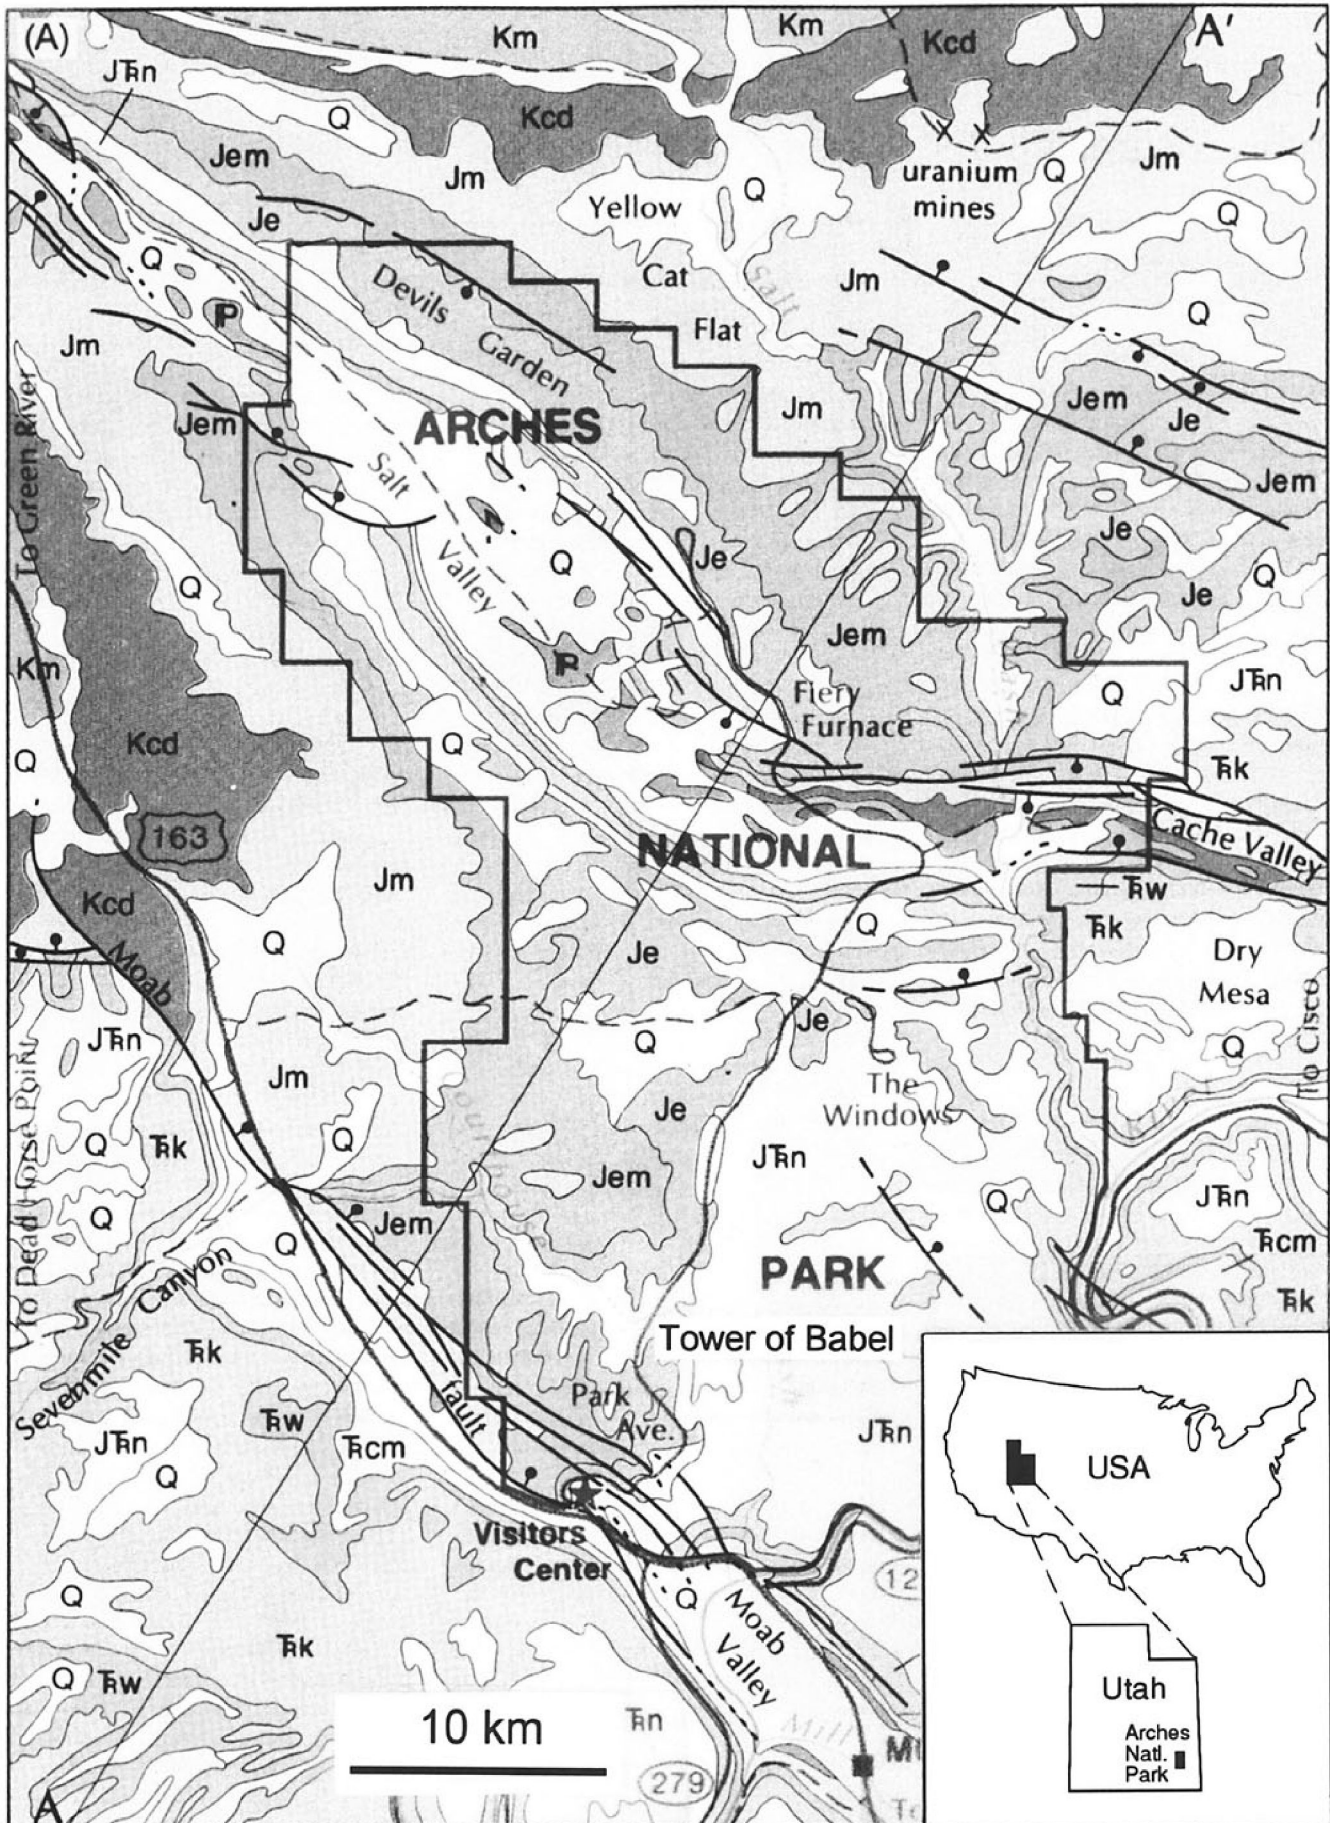 (A)
Km
Km
Kcd
A'
JTRn
Q
Kcd
Jem
Jm
Yellow
Q
uranium
mines
Q
Jm
Q
Je
Q
Devils
Garden
Cat
Flat
Salt
Jm
Q
P
Jm
Jem
ARCHES
Jm
Jem
Je
Jem
To Green River
Salt
Valley
Q
Je
Je
Q
Je
Q
Jem
P
Km
Kcd
Q
Q
Fiery
Furnace
Q
JTRn
TRk
163
NATIONAL
Cache Valley
Jm
Kcd
TRw
TRk
Q
Q
Moab
Je
Dry
Mesa
Q
JTRn
Q
Je
To Cisco
Jm
The
Windows
Je
To Dead Horse Point
Q
TRk
Q
JTRn
Jem
Q
Jem
Q
JTRn
Q
TRcm
Sevenmile Canyon
PARK
TRk
Tower of Babel
TRk
fault
Park
Ave.
TRw
JTRn
TRcm
Q
JTRn
USA
Visitors
Center
Q
Q
12
Moab
Valley
TRk
Q
TRw
Utah
10 km
TRn
Mill
Arches
Natl.
Park
279
A